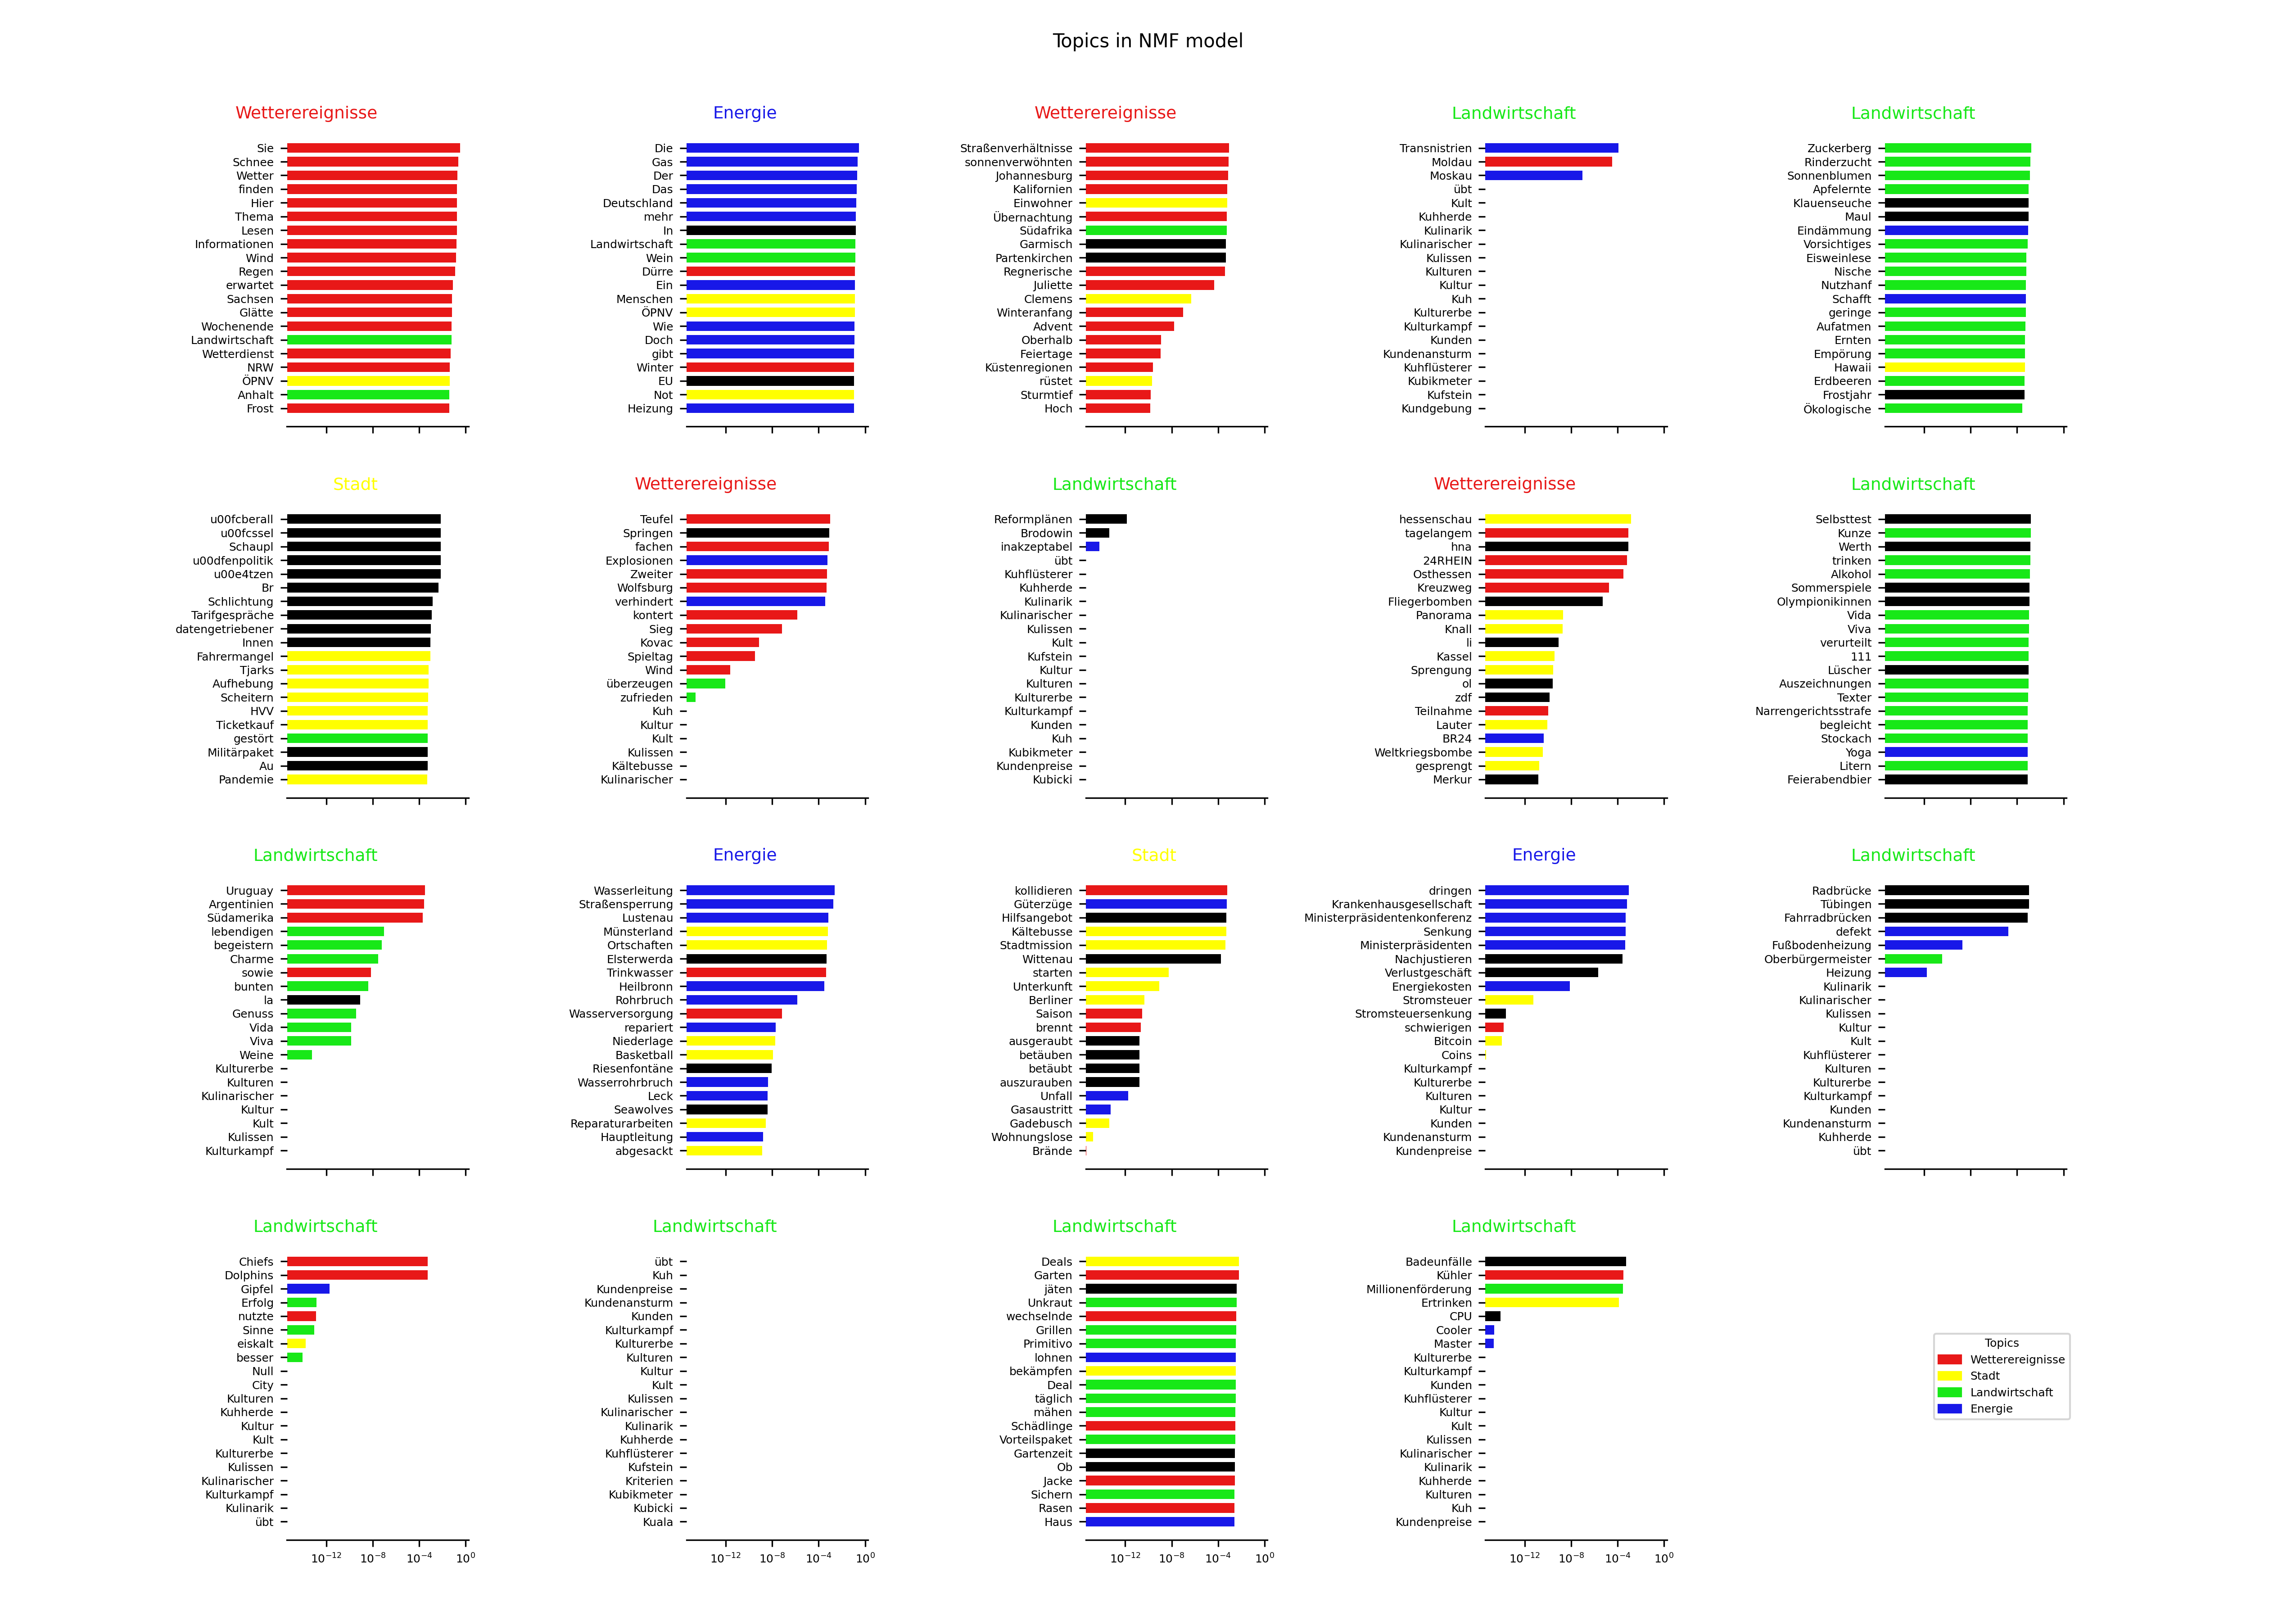 Topics in NMF model
Wetterereignisse
Sie
Schnee
Wetter
finden
Hier
Thema
Lesen
Informationen
Wind
Regen
erwartet
Sachsen
Glätte
Wochenende
Landwirtschaft
Wetterdienst
NRW
ÖPNV
Anhalt
Frost
Energie
Die
Gas
Der
Das
Deutschland
mehr
In
Landwirtschaft
Wein
Dürre
Ein
Menschen
ÖPNV
Wie
Doch
gibt
Winter
EU
Not
Heizung
Wetterereignisse
Straßenverhältnisse
sonnenverwöhnten
Johannesburg
Kalifornien
Einwohner
Übernachtung
Südafrika
Garmisch
Partenkirchen
Regnerische
Juliette
Clemens
Winteranfang
Advent
Oberhalb
Feiertage
Küstenregionen
rüstet
Sturmtief
Hoch
Landwirtschaft
Transnistrien
Moldau
Moskau
übt
Kult
Kuhherde
Kulinarik
Kulinarischer
Kulissen
Kulturen
Kultur
Kuh
Kulturerbe
Kulturkampf
Kunden
Kundenansturm
Kuhflüsterer
Kubikmeter
Kufstein
Kundgebung
Landwirtschaft
Zuckerberg
Rinderzucht
Sonnenblumen
Apfelernte
Klauenseuche
Maul
Eindämmung
Vorsichtiges
Eisweinlese
Nische
Nutzhanf
Schafft
geringe
Aufatmen
Ernten
Empörung
Hawaii
Erdbeeren
Frostjahr
Ökologische
Stadt
u00fcberall
u00fcssel
Schaupl
u00dfenpolitik
u00e4tzen
Br
Schlichtung
Tarifgespräche
datengetriebener
Innen
Fahrermangel
Tjarks
Aufhebung
Scheitern
HVV
Ticketkauf
gestört
Militärpaket
Au
Pandemie
Wetterereignisse
Teufel
Springen
fachen
Explosionen
Zweiter
Wolfsburg
verhindert
kontert
Sieg
Kovac
Spieltag
Wind
überzeugen
zufrieden
Kuh
Kultur
Kult
Kulissen
Kältebusse
Kulinarischer
Landwirtschaft
Reformplänen
Brodowin
inakzeptabel
übt
Kuhflüsterer
Kuhherde
Kulinarik
Kulinarischer
Kulissen
Kult
Kufstein
Kultur
Kulturen
Kulturerbe
Kulturkampf
Kunden
Kuh
Kubikmeter
Kundenpreise
Kubicki
Wetterereignisse
hessenschau
tagelangem
hna
24RHEIN
Osthessen
Kreuzweg
Fliegerbomben
Panorama
Knall
li
Kassel
Sprengung
ol
zdf
Teilnahme
Lauter
BR24
Weltkriegsbombe
gesprengt
Merkur
Landwirtschaft
Selbsttest
Kunze
Werth
trinken
Alkohol
Sommerspiele
Olympionikinnen
Vida
Viva
verurteilt
111
Lüscher
Auszeichnungen
Texter
Narrengerichtsstrafe
begleicht
Stockach
Yoga
Litern
Feierabendbier
Landwirtschaft
Uruguay
Argentinien
Südamerika
lebendigen
begeistern
Charme
sowie
bunten
la
Genuss
Vida
Viva
Weine
Kulturerbe
Kulturen
Kulinarischer
Kultur
Kult
Kulissen
Kulturkampf
Energie
Wasserleitung
Straßensperrung
Lustenau
Münsterland
Ortschaften
Elsterwerda
Trinkwasser
Heilbronn
Rohrbruch
Wasserversorgung
repariert
Niederlage
Basketball
Riesenfontäne
Wasserrohrbruch
Leck
Seawolves
Reparaturarbeiten
Hauptleitung
abgesackt
Stadt
kollidieren
Güterzüge
Hilfsangebot
Kältebusse
Stadtmission
Wittenau
starten
Unterkunft
Berliner
Saison
brennt
ausgeraubt
betäuben
betäubt
auszurauben
Unfall
Gasaustritt
Gadebusch
Wohnungslose
Brände
Energie
dringen
Krankenhausgesellschaft
Ministerpräsidentenkonferenz
Senkung
Ministerpräsidenten
Nachjustieren
Verlustgeschäft
Energiekosten
Stromsteuer
Stromsteuersenkung
schwierigen
Bitcoin
Coins
Kulturkampf
Kulturerbe
Kulturen
Kultur
Kunden
Kundenansturm
Kundenpreise
Landwirtschaft
Radbrücke
Tübingen
Fahrradbrücken
defekt
Fußbodenheizung
Oberbürgermeister
Heizung
Kulinarik
Kulinarischer
Kulissen
Kultur
Kult
Kuhflüsterer
Kulturen
Kulturerbe
Kulturkampf
Kunden
Kundenansturm
Kuhherde
übt
Landwirtschaft
Chiefs
Dolphins
Gipfel
Erfolg
nutzte
Sinne
eiskalt
besser
Null
City
Kulturen
Kuhherde
Kultur
Kult
Kulturerbe
Kulissen
Kulinarischer
Kulturkampf
Kulinarik
übt
10⁻¹² 10⁻⁸ 10⁻⁴ 10⁰
Landwirtschaft
übt
Kuh
Kundenpreise
Kundenansturm
Kunden
Kulturkampf
Kulturerbe
Kulturen
Kultur
Kult
Kulissen
Kulinarischer
Kulinarik
Kuhherde
Kuhflüsterer
Kufstein
Kriterien
Kubikmeter
Kubicki
Kuala
10⁻¹² 10⁻⁸ 10⁻⁴ 10⁰
Landwirtschaft
Deals
Garten
jäten
Unkraut
wechselnde
Grillen
Primitivo
lohnen
bekämpfen
Deal
täglich
mähen
Schädlinge
Vorteilspaket
Gartenzeit
Ob
Jacke
Sichern
Rasen
Haus
10⁻¹² 10⁻⁸ 10⁻⁴ 10⁰
Landwirtschaft
Badeunfälle
Kühler
Millionenförderung
Ertrinken
CPU
Cooler
Master
Kulturerbe
Kulturkampf
Kunden
Kuhflüsterer
Kultur
Kult
Kulissen
Kulinarischer
Kulinarik
Kuhherde
Kulturen
Kuh
Kundenpreise
10⁻¹² 10⁻⁸ 10⁻⁴ 10⁰
Topics
Wetterereignisse
Stadt
Landwirtschaft
Energie